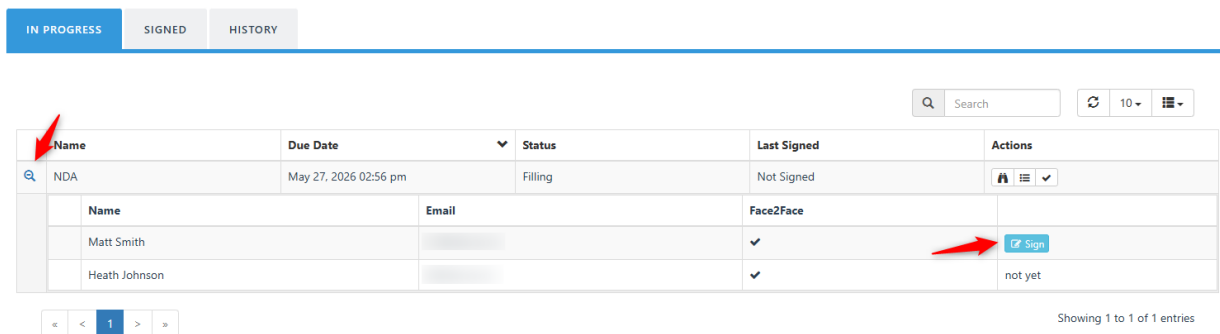 IN PROGRESS SIGNED HISTORY
Search 10
Name Due Date Status Last Signed Actions
NDA May 27, 2026 02:56 pm Filling Not Signed
Name Email Face2Face
Matt Smith Sign
Heath Johnson not yet
« < 1 > » Showing 1 to 1 of 1 entries